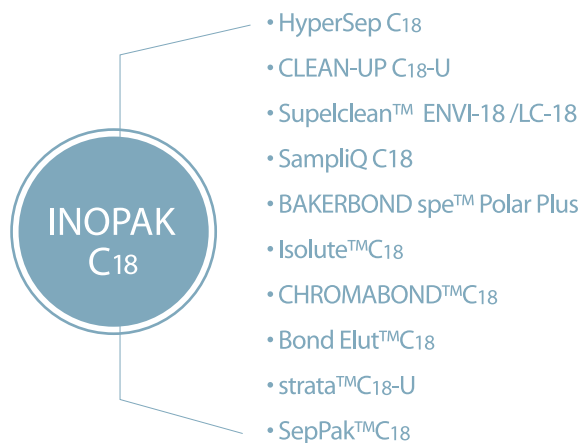 INOPAK
C18
• HyperSep C18
• CLEAN-UP C18-U
• Supelclean™ ENVI-18 /LC-18
• SampliQ C18
• BAKERBOND spe™ Polar Plus
• Isolute™C18
• CHROMABOND™C18
• Bond Elut™C18
• strata™C18-U
• SepPak™C18